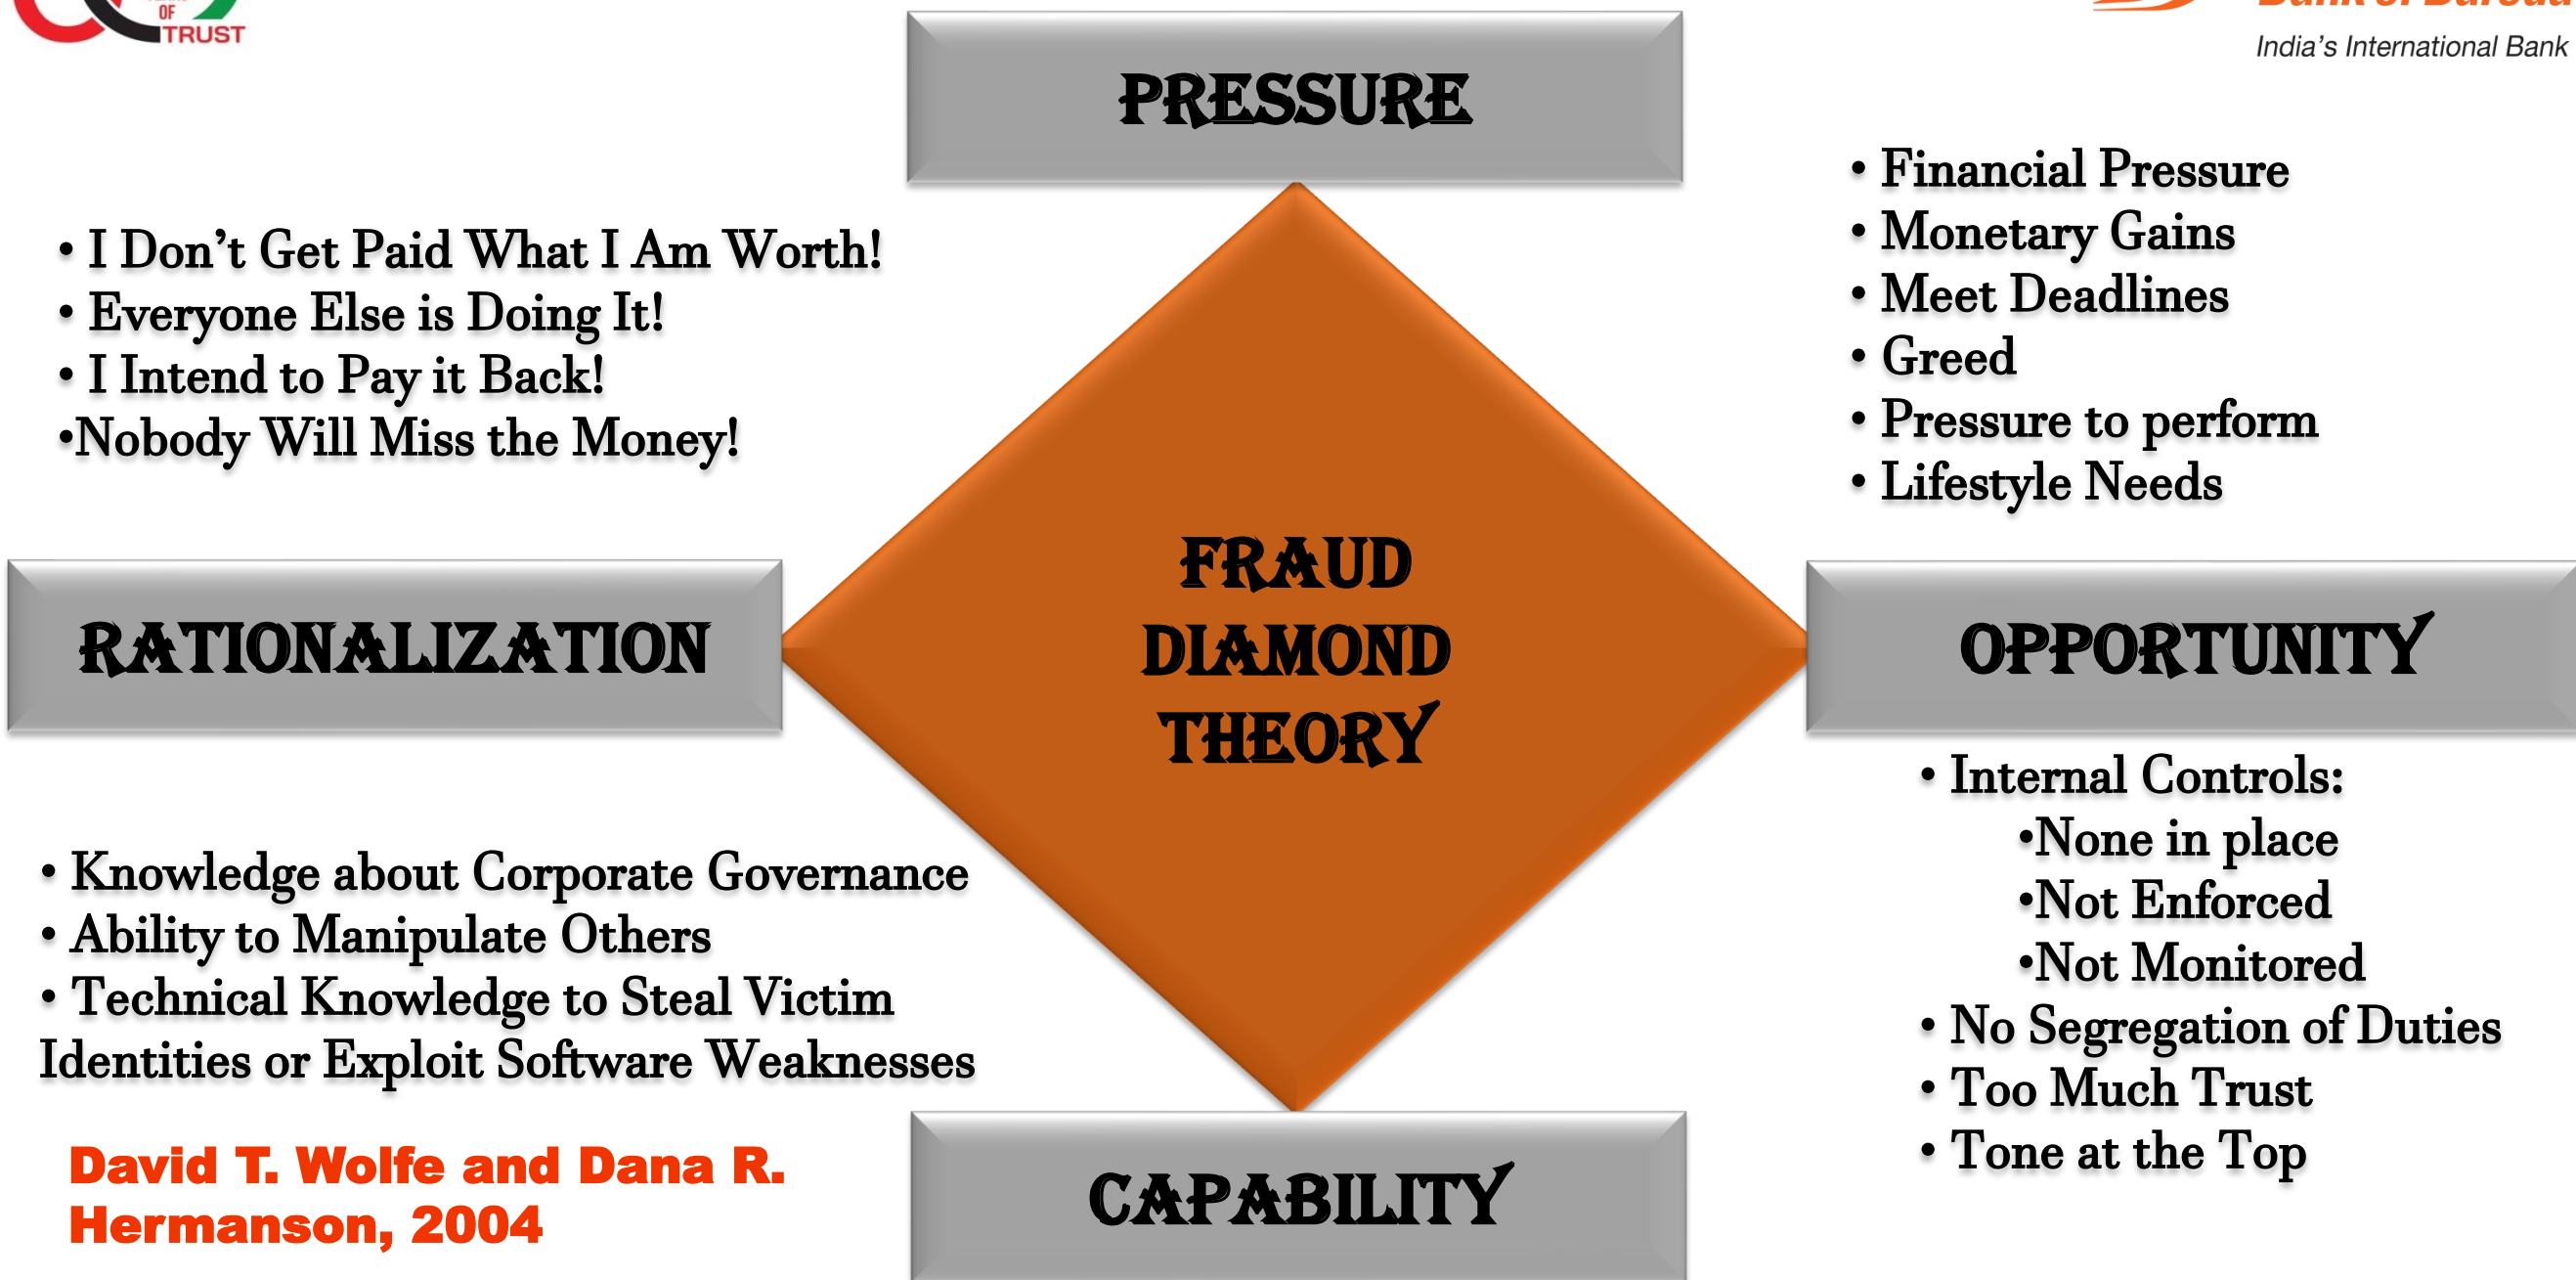 OF
TRUST
India's International Bank
PRESSURE
• Financial Pressure
• Monetary Gains
• Meet Deadlines
• Greed
• Pressure to perform
• Lifestyle Needs
• I Don't Get Paid What I Am Worth!
• Everyone Else is Doing It!
• I Intend to Pay it Back!
•Nobody Will Miss the Money!
FRAUD
DIAMOND
THEORY
RATIONALIZATION
OPPORTUNITY
• Internal Controls:
•None in place
•Not Enforced
•Not Monitored
• No Segregation of Duties
• Too Much Trust
• Tone at the Top
• Knowledge about Corporate Governance
• Ability to Manipulate Others
• Technical Knowledge to Steal Victim
Identities or Exploit Software Weaknesses
David T. Wolfe and Dana R.
Hermanson, 2004
CAPABILITY